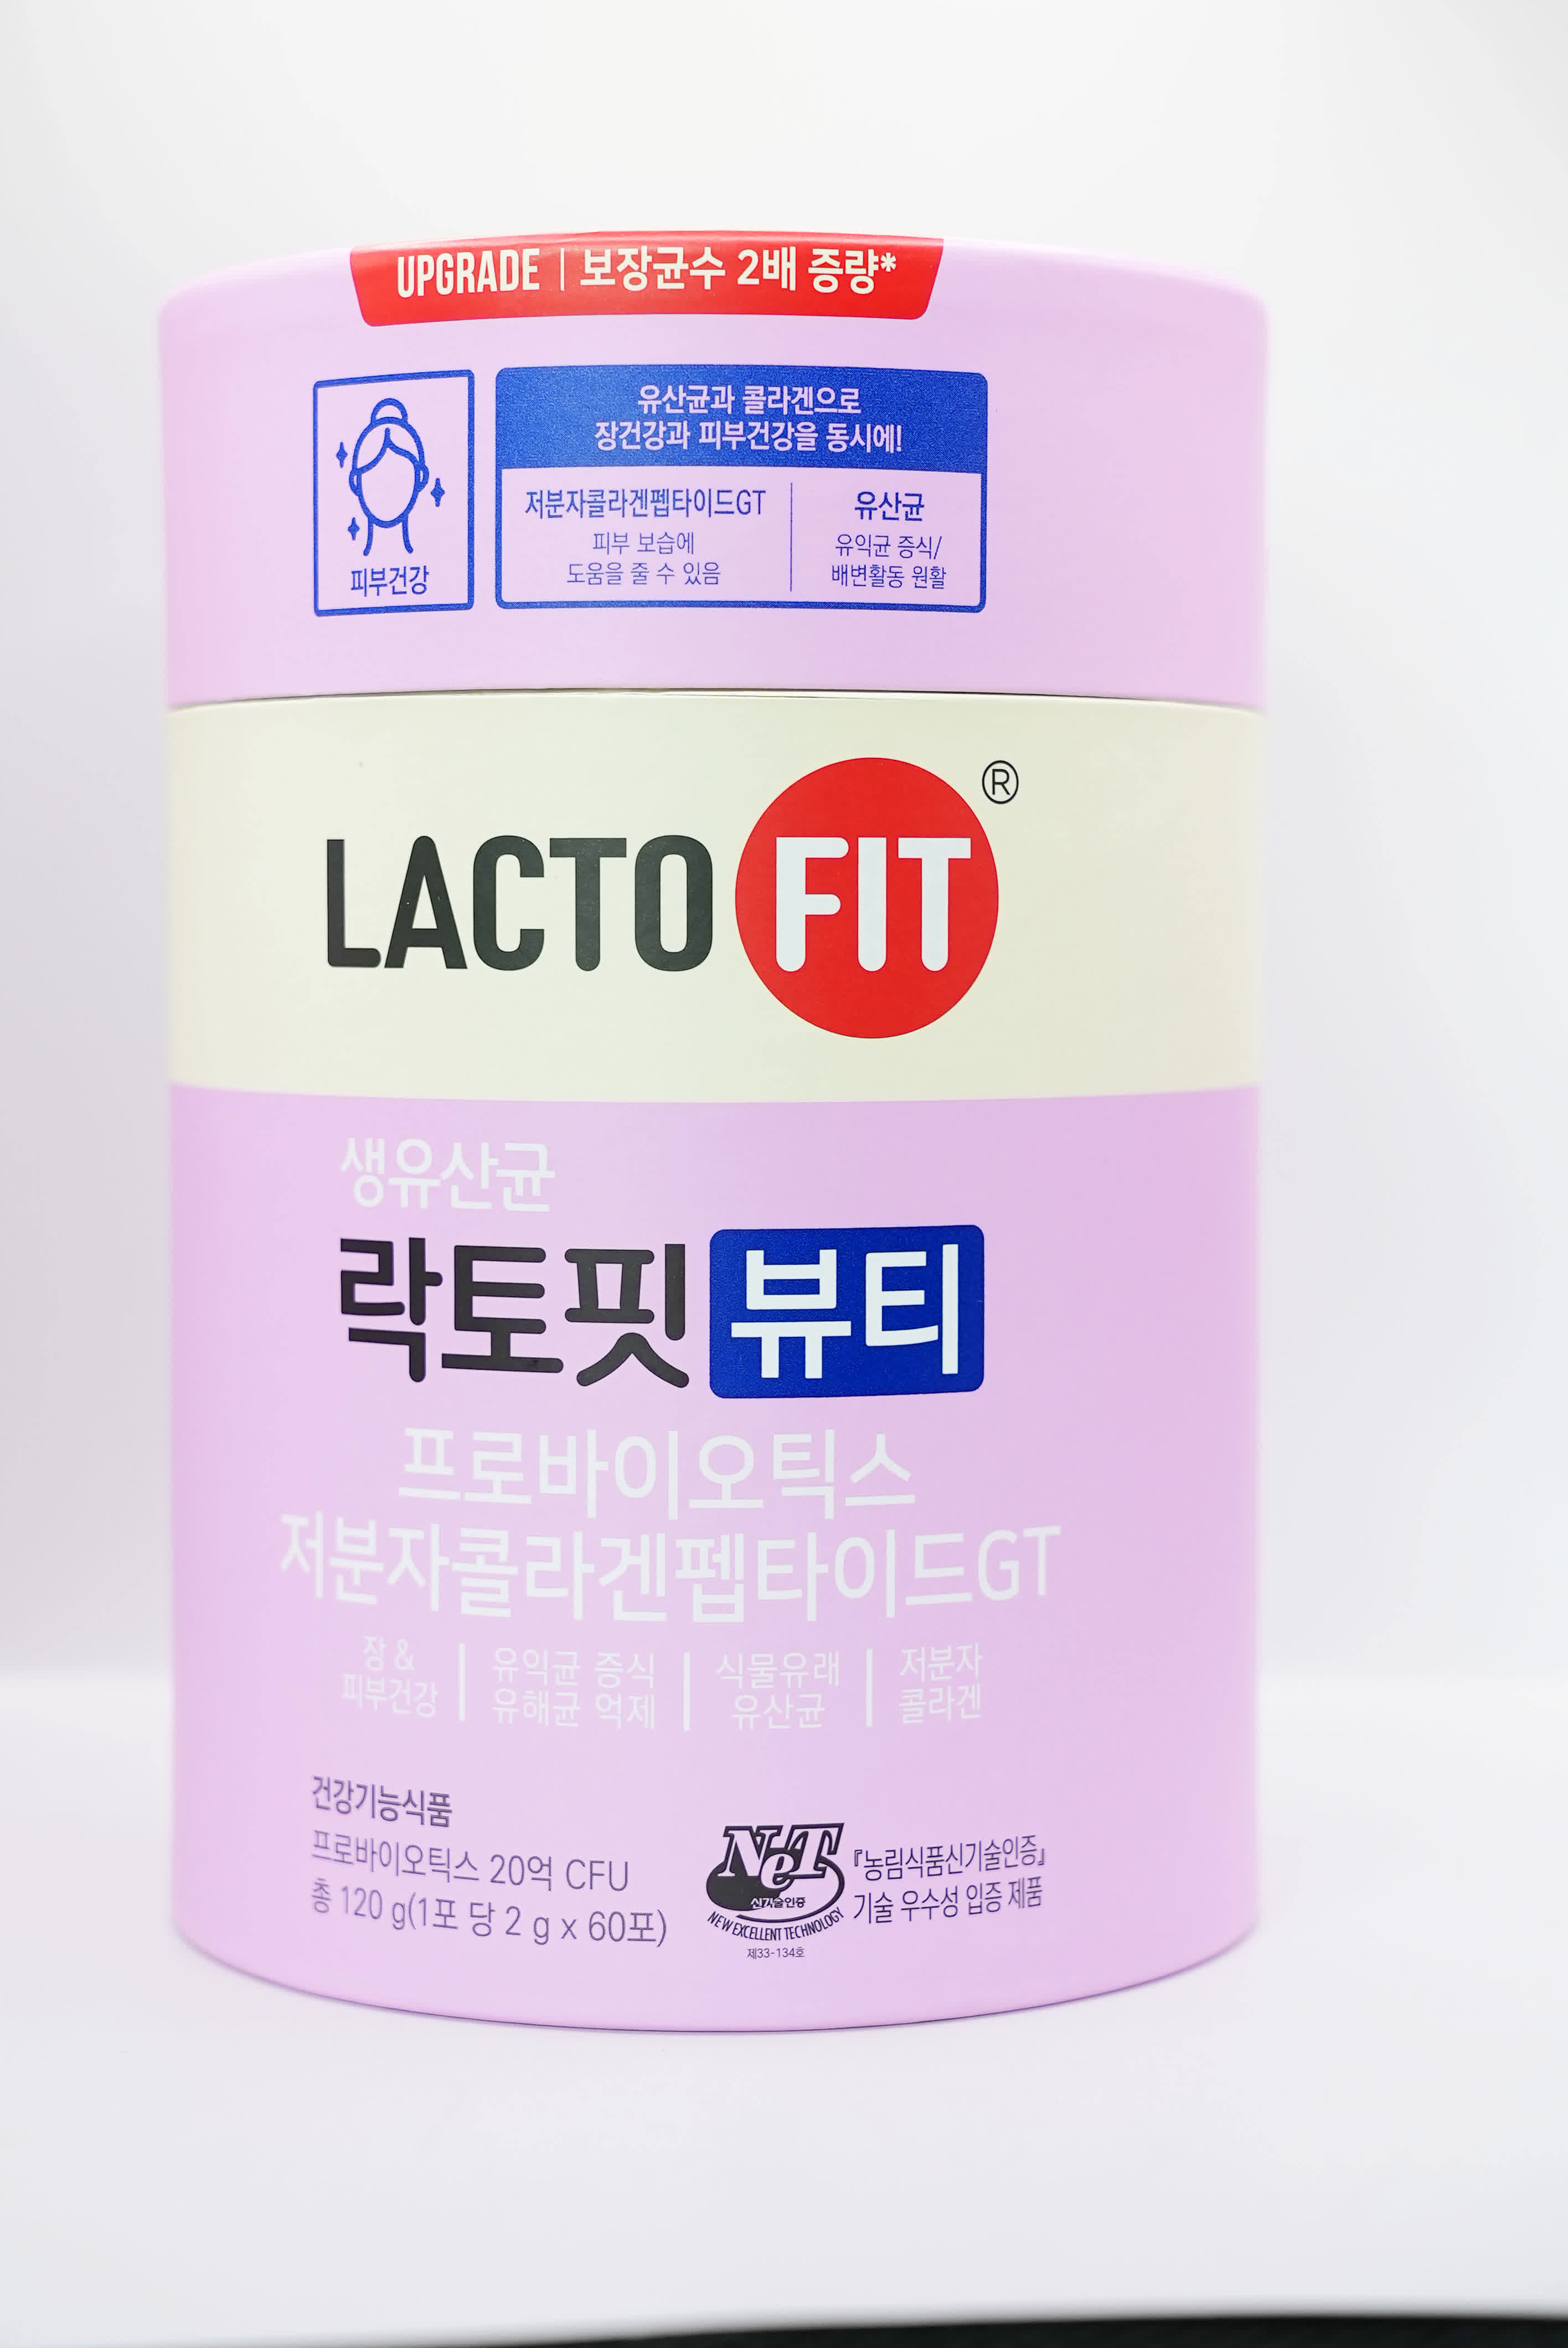 UPGRADE | 보장균수 2배 증량*
유산균과 콜라겐으로
장건강과 피부건강을 동시에!
피부건강
저분자콜라겐펩타이드GT
피부 보습에
도움을 줄 수 있음
유산균
유익균 증식/
배변활동 원활
LACTO FIT ®
생유산균
락토핏 뷰티
프로바이오틱스
저분자콜라겐펩타이드GT
장 &
피부건강
유익균 증식
유해균 억제
식물유래
유산균
저분자
콜라겐
건강기능식품
프로바이오틱스 20억 CFU
총 120 g(1포 당 2 g x 60포)
NeT
신기술인증
NEW EXCELLENT TECHNOLOGY
제33-134호
『농림식품신기술인증』
기술 우수성 입증 제품